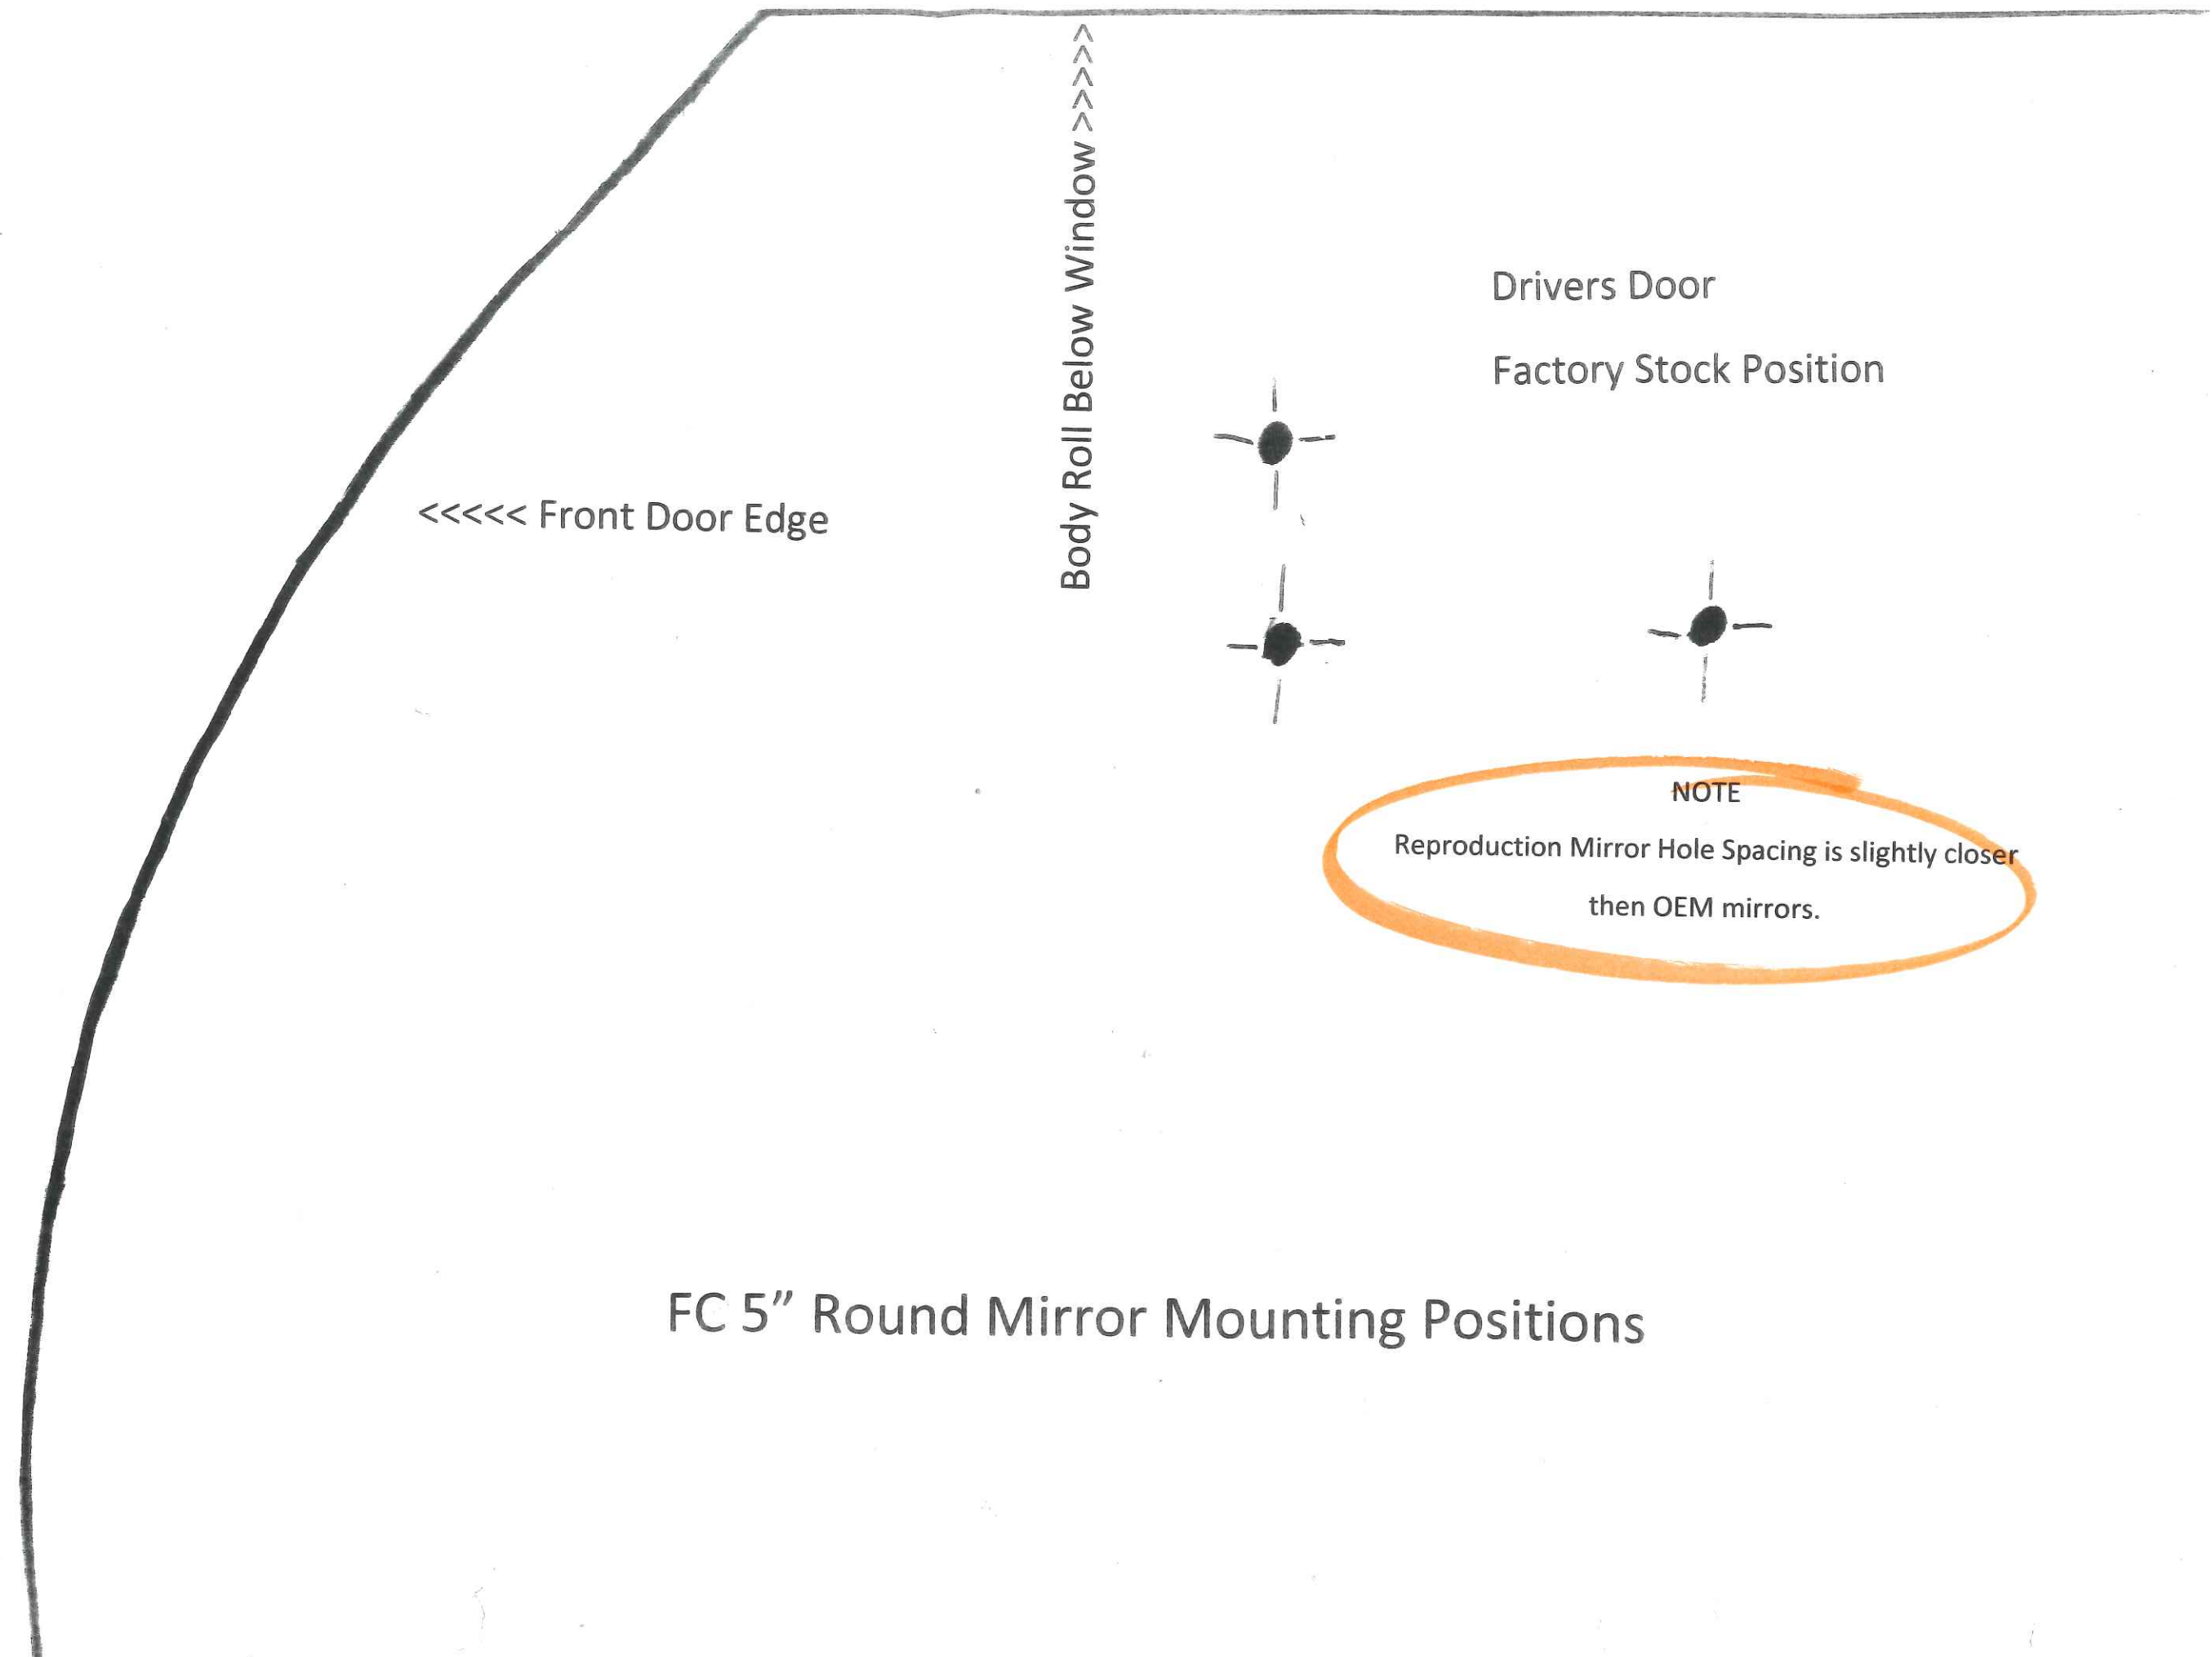 Body Roll Below Window >>>>>
Drivers Door
Factory Stock Position
<<<<< Front Door Edge
NOTE
Reproduction Mirror Hole Spacing is slightly closer
then OEM mirrors.
FC 5” Round Mirror Mounting Positions